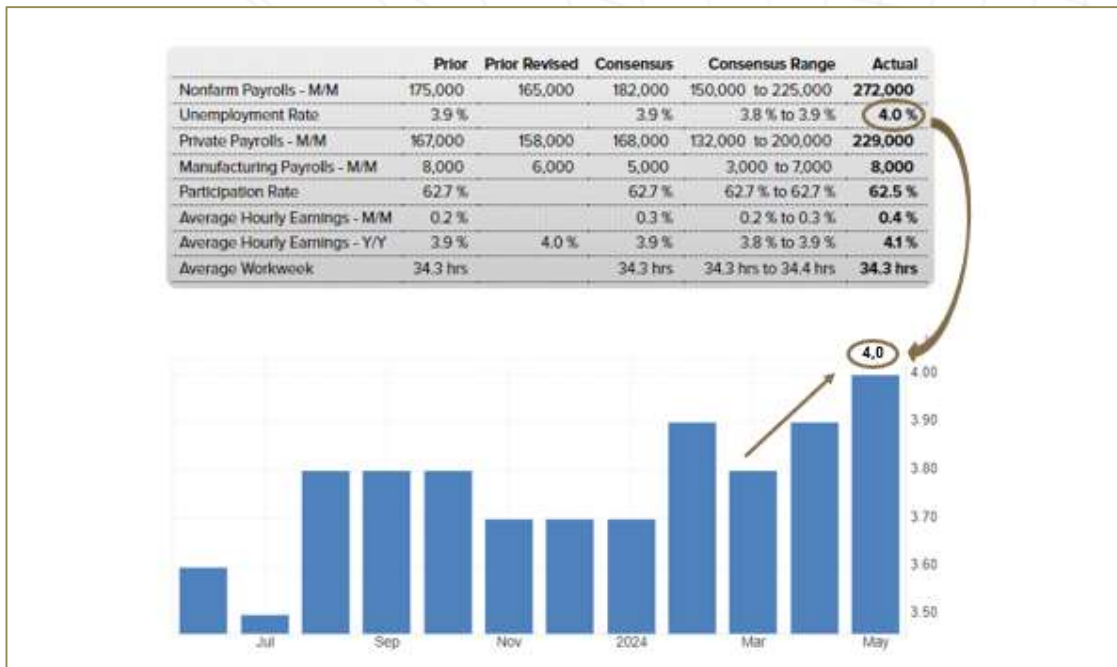 Prior Prior Revised Consensus Consensus Range Actual
Nonfarm Payrolls - M/M 175,000 165,000 182,000 150,000 to 225,000 272,000
Unemployment Rate 3.9 % 3.9 % 3.8 % to 3.9 % 4.0 %
Private Payrolls - M/M 167,000 158,000 168,000 132,000 to 200,000 229,000
Manufacturing Payrolls - M/M 8,000 6,000 5,000 3,000 to 7,000 8,000
Participation Rate 62.7 % 62.7 % 62.7 % to 62.7 % 62.5 %
Average Hourly Earnings - M/M 0.2 % 0.3 % 0.2 % to 0.3 % 0.4 %
Average Hourly Earnings - Y/Y 3.9 % 4.0 % 3.9 % 3.8 % to 3.9 % 4.1 %
Average Workweek 34.3 hrs 34.3 hrs 34.3 hrs to 34.4 hrs 34.3 hrs
4,0
4.00
3.90
3.80
3.70
3.60
3.50
Jul Sep Nov 2024 Mar May